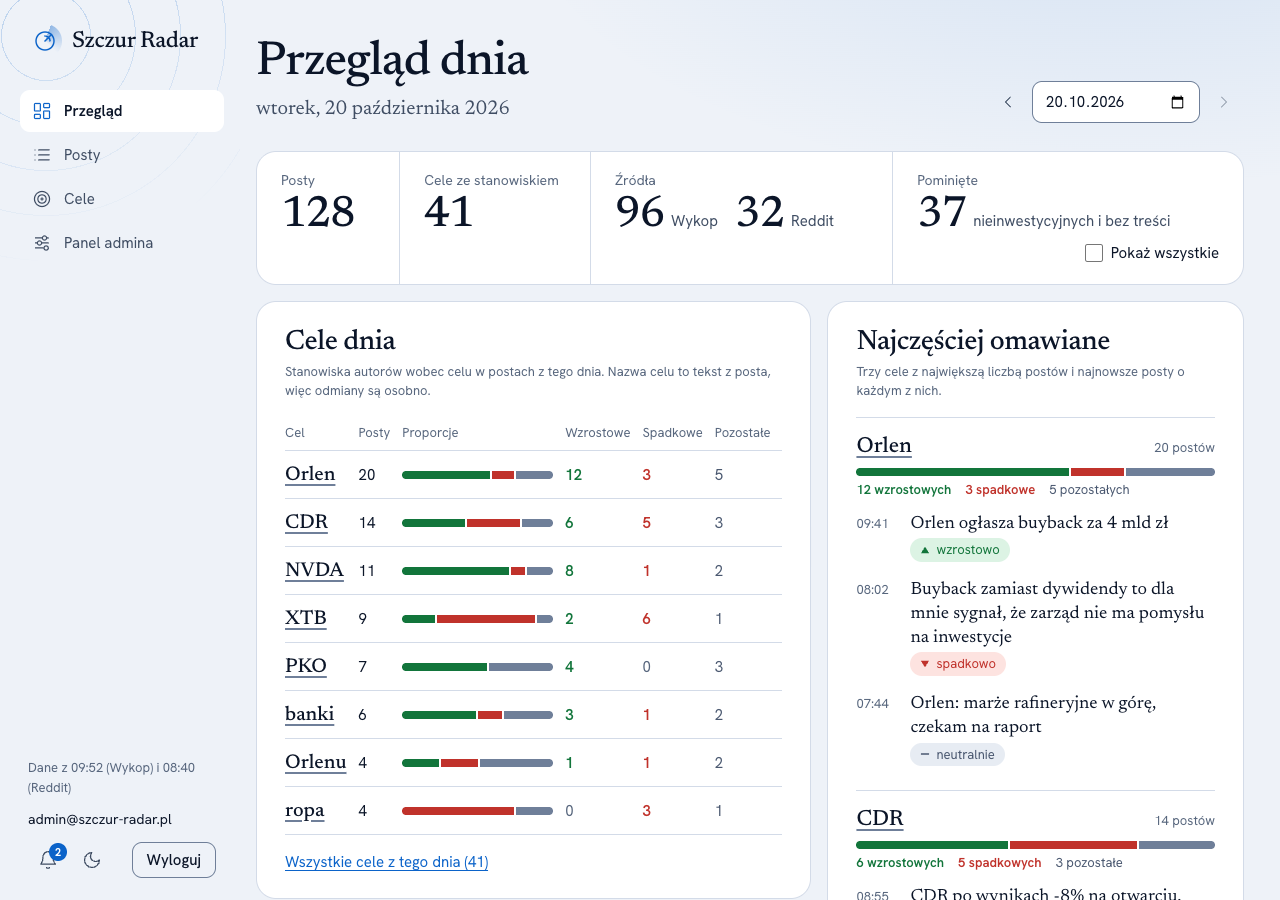 Szczur Radar
Przegląd
Posty
Cele
Panel admina
Dane z 09:52 (Wykop) i 08:40
(Reddit)
admin@szczur-radar.pl
2
Wyloguj
Przegląd dnia
wtorek, 20 października 2026
20.10.2026
Posty
128
Cele ze stanowiskiem
41
Źródła
96 Wykop 32 Reddit
Pominięte
37 nieinwestycyjnych i bez treści
Pokaż wszystkie
Cele dnia
Stanowiska autorów wobec celu w postach z tego dnia. Nazwa celu to tekst z posta,
więc odmiany są osobno.
Cel Posty Proporcje Wzrostowe Spadkowe Pozostałe
Orlen 20 12 3 5
CDR 14 6 5 3
NVDA 11 8 1 2
XTB 9 2 6 1
PKO 7 4 0 3
banki 6 3 1 2
Orlenu 4 1 1 2
ropa 4 0 3 1
Wszystkie cele z tego dnia (41)
Najczęściej omawiane
Trzy cele z największą liczbą postów i najnowsze posty o
każdym z nich.
Orlen 20 postów
12 wzrostowych 3 spadkowe 5 pozostałych
09:41 Orlen ogłasza buyback za 4 mld zł
wzrostowo
08:02 Buyback zamiast dywidendy to dla
mnie sygnał, że zarząd nie ma pomysłu
na inwestycje
spadkowo
07:44 Orlen: marże rafineryjne w górę,
czekam na raport
neutralnie
CDR 14 postów
6 wzrostowych 5 spadkowych 3 pozostałe
08:55 CDR po wynikach -8% na otwarciu,